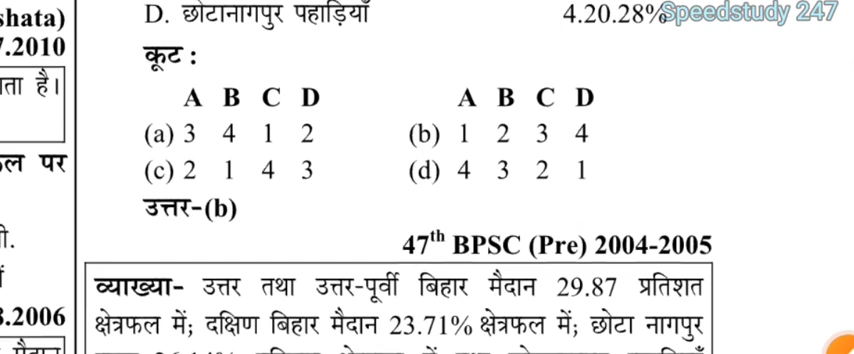 shata)
7.2010
ता है।
ल पर
ी.
3.2006
D. छोटानागपुर पहाड़ियाँ 4.20.28%
Speedstudy 247
कूट :
A B C D A B C D
(a) 3 4 1 2 (b) 1 2 3 4
(c) 2 1 4 3 (d) 4 3 2 1
उत्तर-(b)
47th BPSC (Pre) 2004-2005
व्याख्या- उत्तर तथा उत्तर-पूर्वी बिहार मैदान 29.87 प्रतिशत
क्षेत्रफल में; दक्षिण बिहार मैदान 23.71% क्षेत्रफल में; छोटा नागपुर